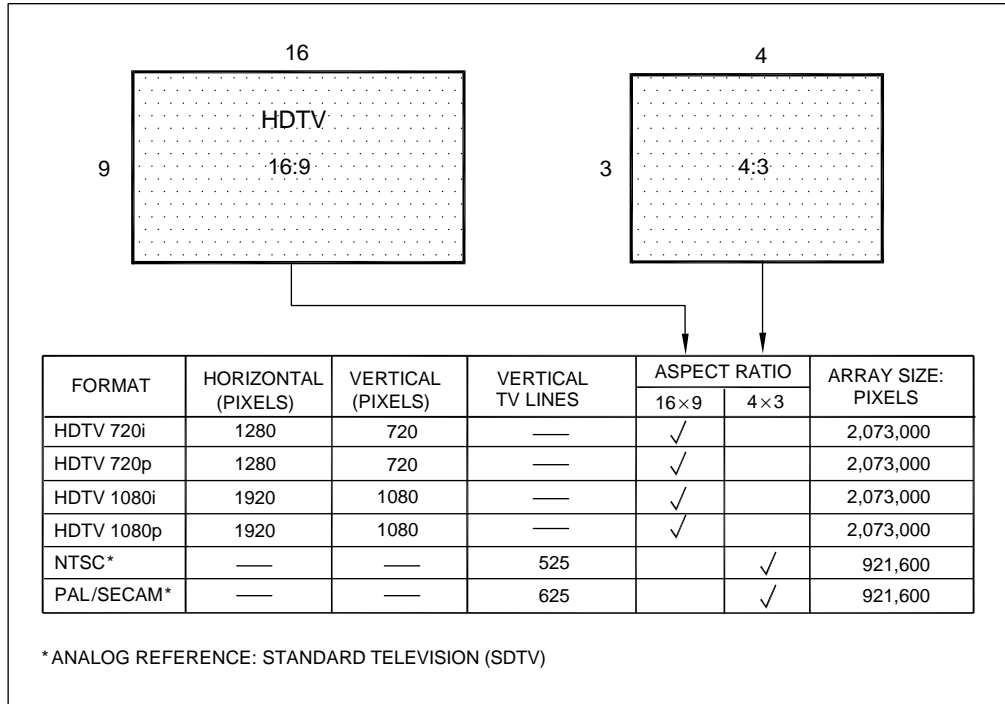 16
4
HDTV
9
16:9
3
4:3
FORMAT HORIZONTAL (PIXELS) VERTICAL (PIXELS) VERTICAL TV LINES ASPECT RATIO 16×9 4×3 ARRAY SIZE: PIXELS
HDTV 720i 1280 720 — ✓ 2,073,000
HDTV 720p 1280 720 — ✓ 2,073,000
HDTV 1080i 1920 1080 — ✓ 2,073,000
HDTV 1080p 1920 1080 — ✓ 2,073,000
NTSC* — — 525 ✓ 921,600
PAL/SECAM* — — 625 ✓ 921,600
* ANALOG REFERENCE: STANDARD TELEVISION (SDTV)